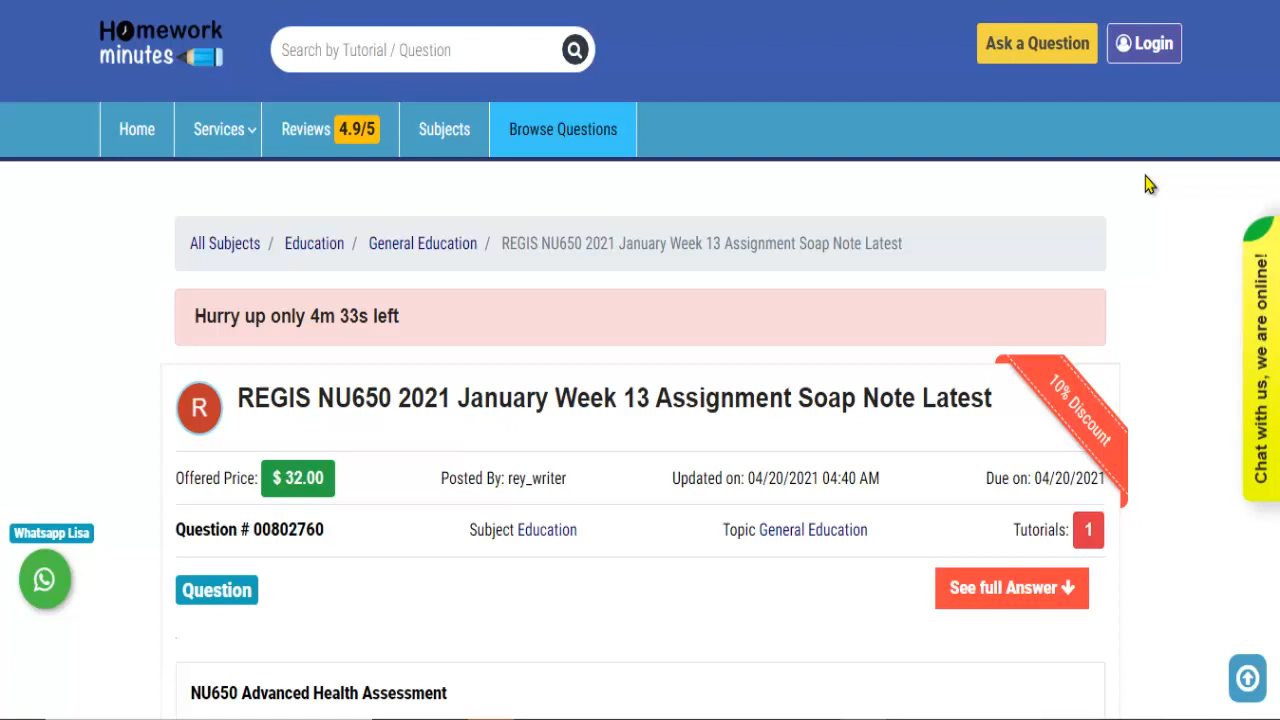 Homework
minutes
Search by Tutorial / Question
Ask a Question
Login
Home
Services
Reviews 4.9/5
Subjects
Browse Questions
All Subjects / Education / General Education / REGIS NU650 2021 January Week 13 Assignment Soap Note Latest
Hurry up only 4m 33s left
R
REGIS NU650 2021 January Week 13 Assignment Soap Note Latest
10% Discount
Offered Price: $ 32.00
Posted By: rey_writer
Updated on: 04/20/2021 04:40 AM
Due on: 04/20/2021
Question # 00802760
Subject Education
Topic General Education
Tutorials: 1
Question
See full Answer
NU650 Advanced Health Assessment
Whatsapp Lisa
Chat with us, we are online!